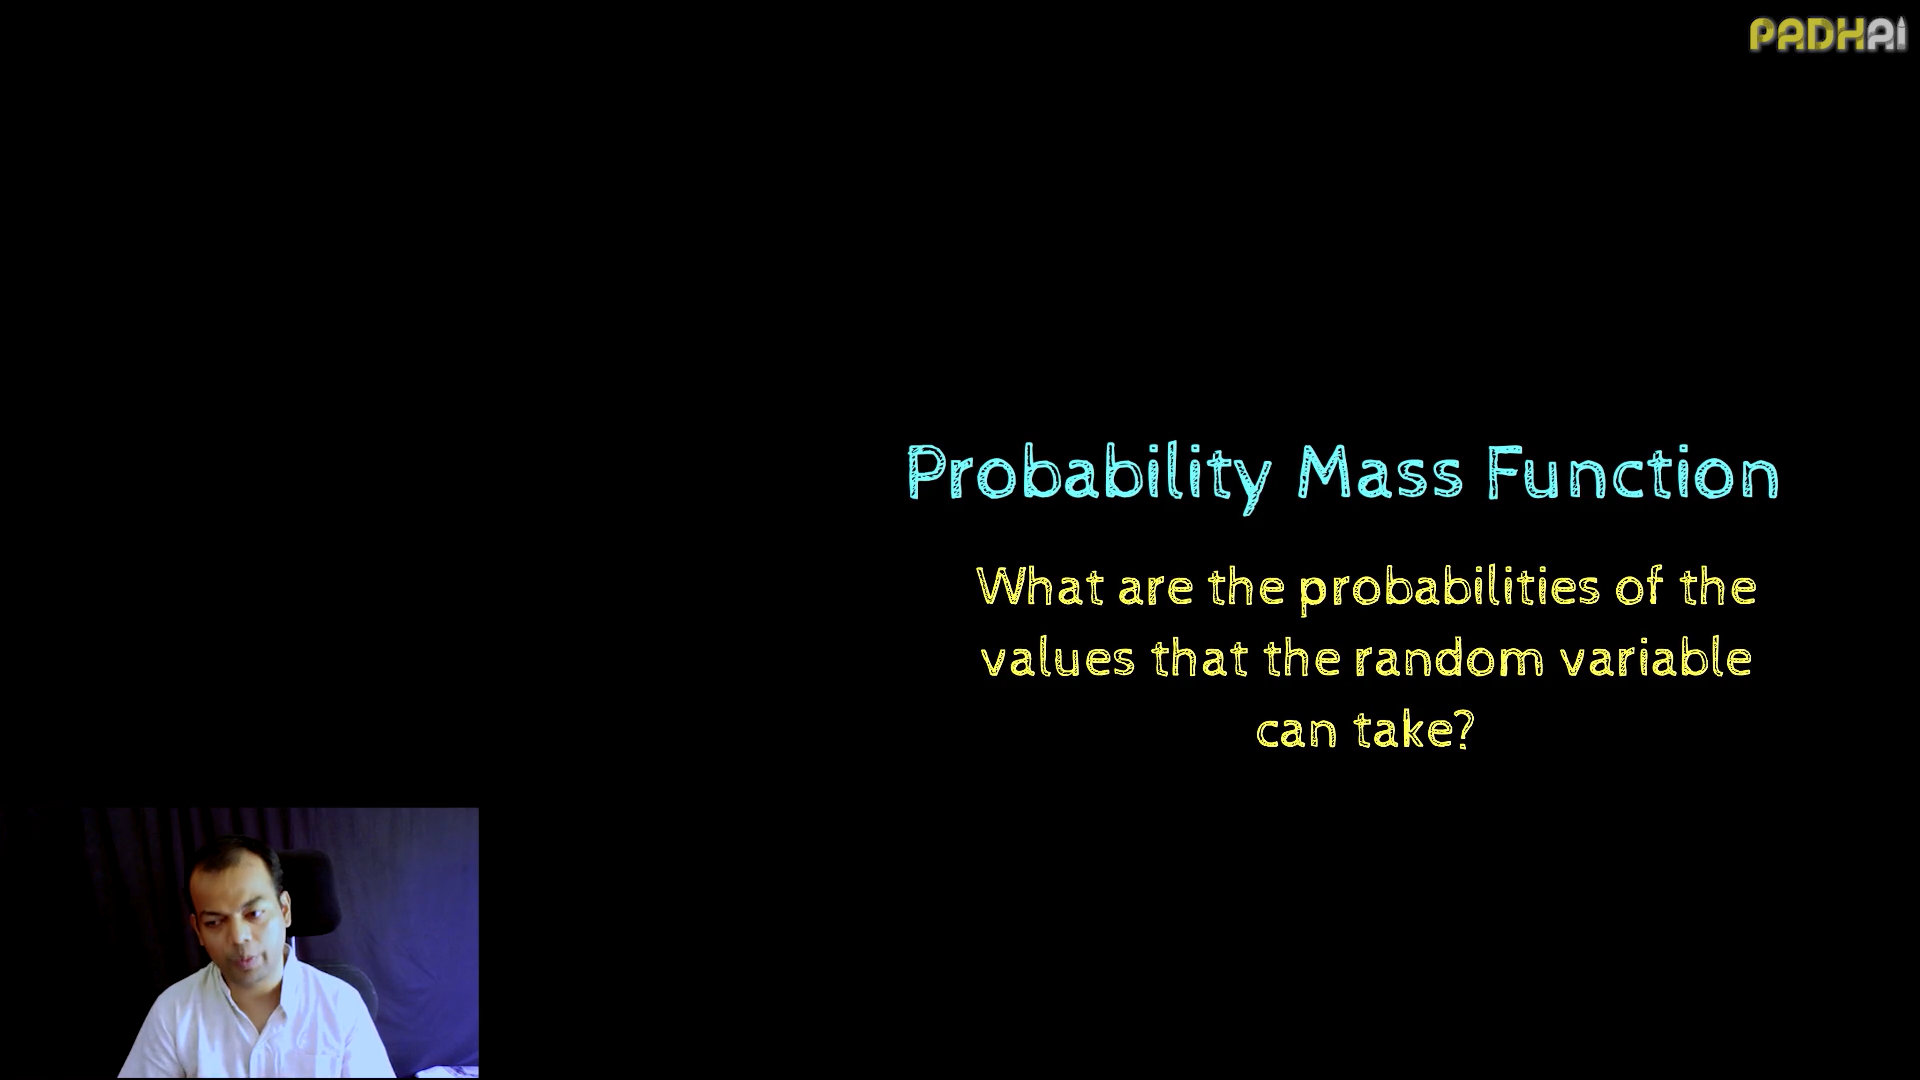 PADHAI
Probability Mass Function
What are the probabilities of the
values that the random variable
can take?